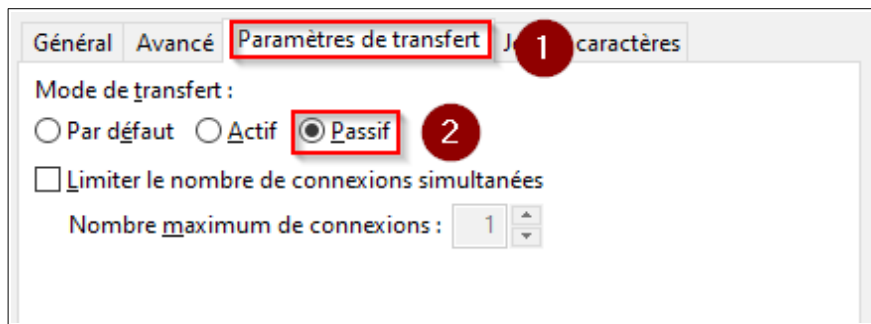 Général Avancé Paramètres de transfert 1 caractères
Mode de transfert :
Par défaut Actif Passif 2
Limiter le nombre de connexions simultanées
Nombre maximum de connexions : 1